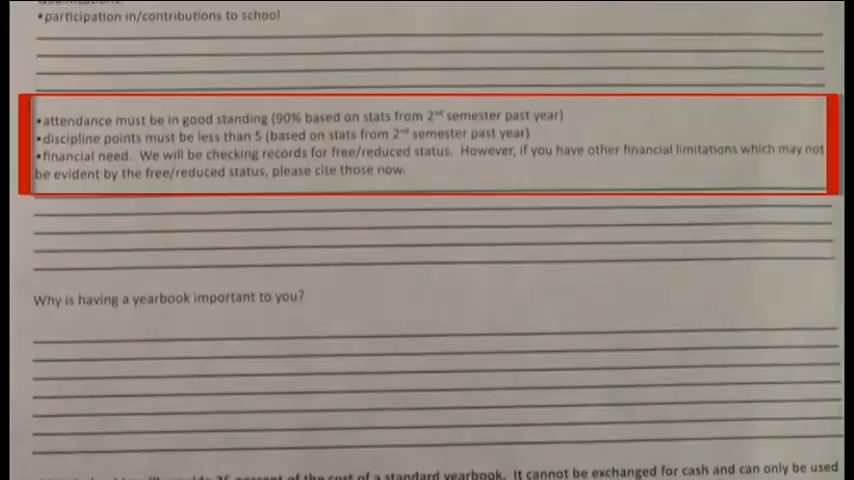 •participation in/contributions to school
•attendance must be in good standing (90% based on stats from 2nd semester past year)
•discipline points must be less than 5 (based on stats from 2nd semester past year)
•financial need. We will be checking records for free/reduced status. However, if you have other financial limitations which may not
be evident by the free/reduced status, please cite those now.
Why is having a yearbook important to you?
percent of the cost of a standard yearbook. It cannot be exchanged for cash and can only be used